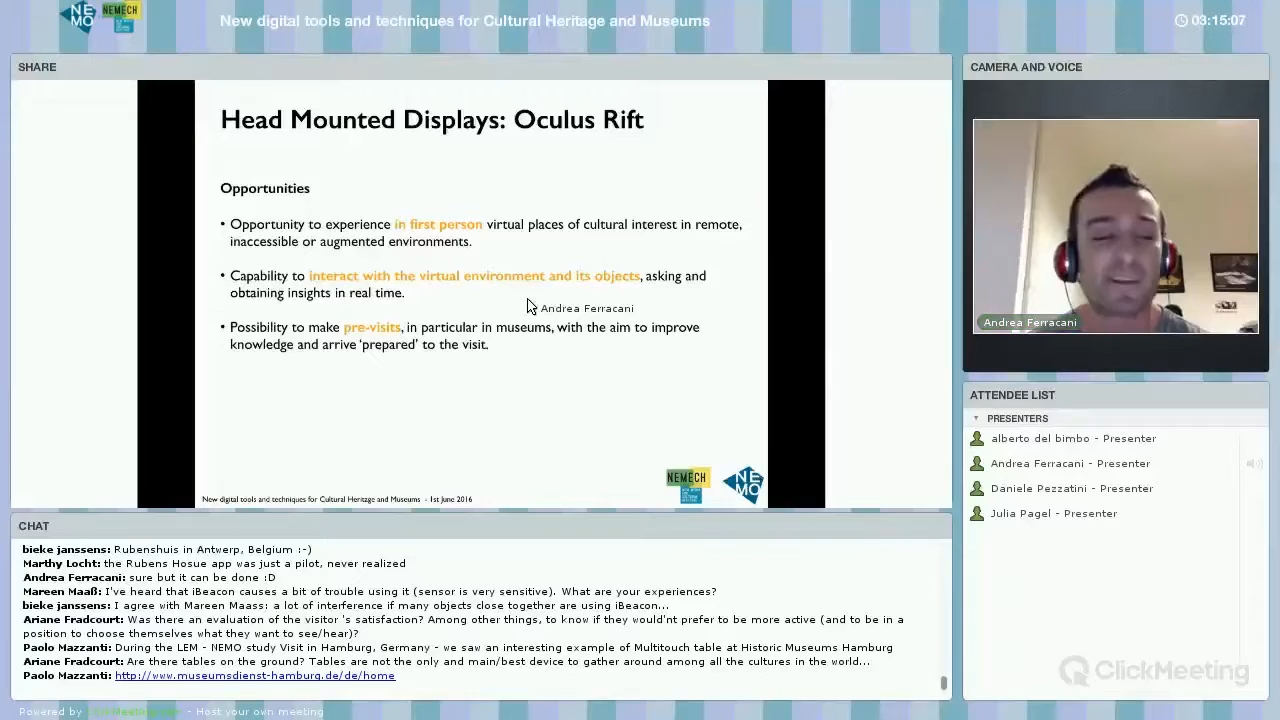 NEMO NEMECH
New digital tools and techniques for Cultural Heritage and Museums
03:15:07
SHARE
Head Mounted Displays: Oculus Rift
Opportunities
• Opportunity to experience in first person virtual places of cultural interest in remote,
inaccessible or augmented environments.
• Capability to interact with the virtual environment and its objects, asking and
obtaining insights in real time.
Andrea Ferracani
• Possibility to make pre-visits, in particular in museums, with the aim to improve
knowledge and arrive ‘prepared’ to the visit.
NEMECH NEMO
New digital tools and techniques for Cultural Heritage and Museums - 1st June 2016
CAMERA AND VOICE
Andrea Ferracani
ATTENDEE LIST
PRESENTERS
alberto del bimbo - Presenter
Andrea Ferracani - Presenter
Daniele Pezzatini - Presenter
Julia Pagel - Presenter
CHAT
bieke janssens: Rubenshuis in Antwerp, Belgium :-)
Marthy Locht: the Rubens Hosue app was just a pilot, never realized
Andrea Ferracani: sure but it can be done :D
Mareen Maaß: I've heard that iBeacon causes a bit of trouble using it (sensor is very sensitive). What are your experiences?
bieke janssens: I agree with Mareen Maass: a lot of interference if many objects close together are using iBeacon...
Ariane Fradcourt: Was there an evaluation of the visitor 's satisfaction? Among other things, to know if they would'nt prefer to be more active (and to be in a
position to choose themselves what they want to see/hear)?
Paolo Mazzanti: During the LEM - NEMO study Visit in Hamburg, Germany - we saw an interesting example of Multitouch table at Historic Museums Hamburg
Ariane Fradcourt: Are there tables on the ground? Tables are not the only and main/best device to gather around among all the cultures in the world...
Paolo Mazzanti: http://www.museumsdienst-hamburg.de/de/home
ClickMeeting
Powered by - Host your own meeting